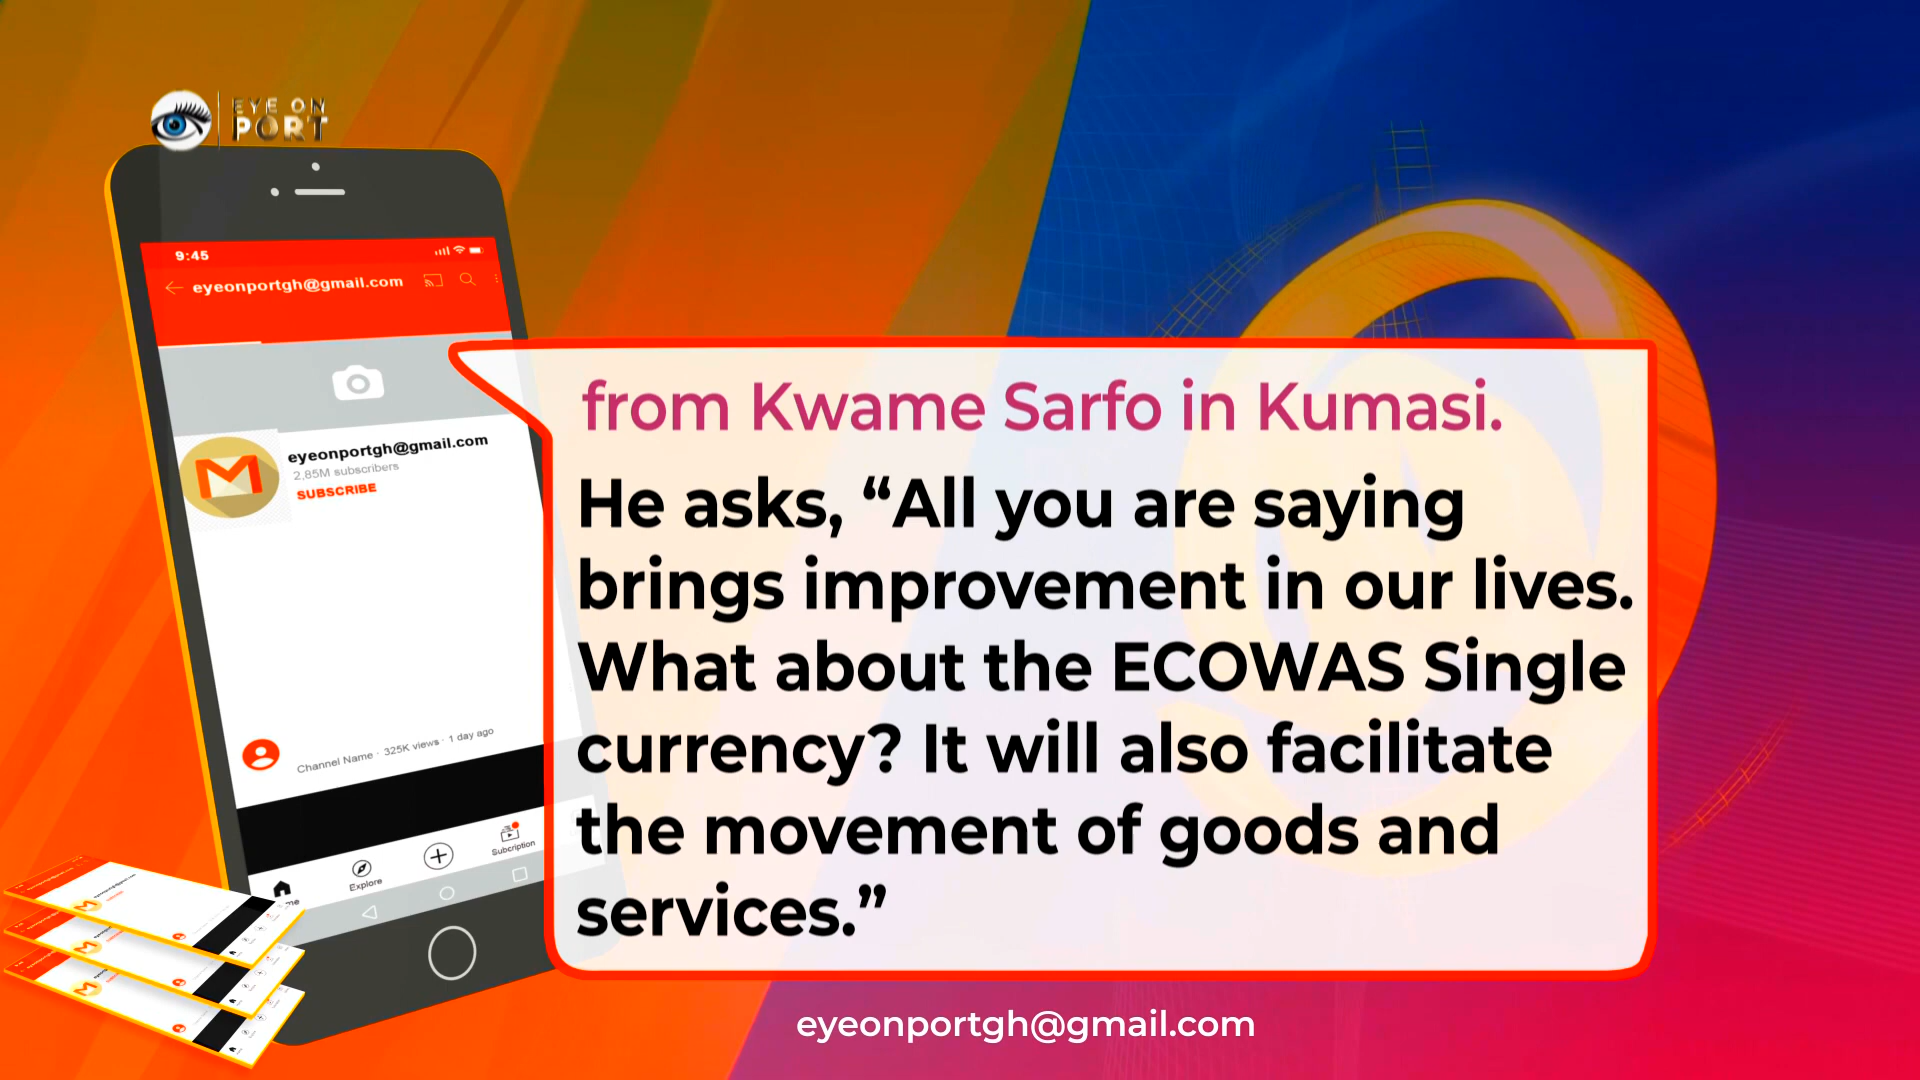 EYE ON
PORT
9:45
eyeonportgh@gmail.com
eyeonportgh@gmail.com
2,85M subscribers
SUBSCRIBE
from Kwame Sarfo in Kumasi.
He asks, “All you are saying
brings improvement in our lives.
What about the ECOWAS Single
currency? It will also facilitate
the movement of goods and
services.”
Channel Name · 325K views · 1 day ago
Explore
Subcription
eyeonportgh@gmail.com